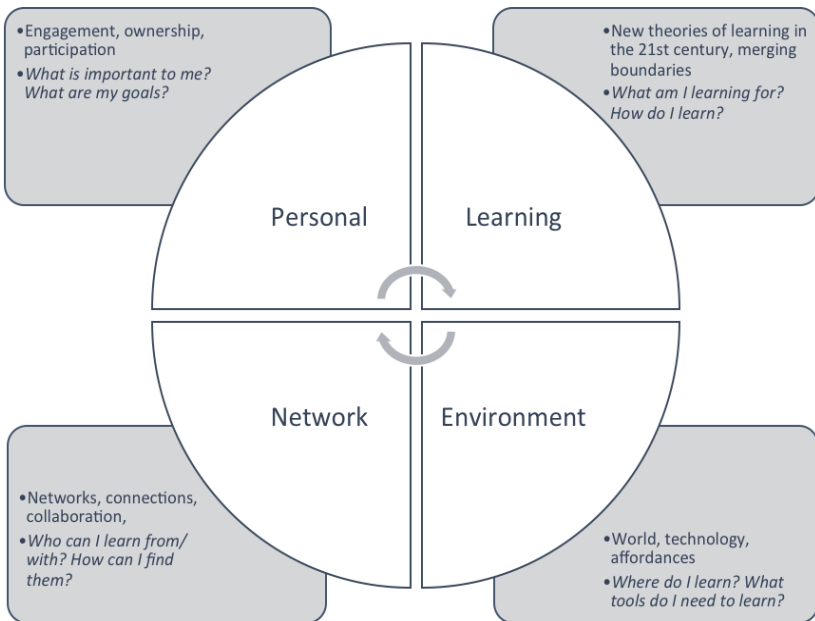 •Engagement, ownership,
participation
•What is important to me?
What are my goals?
•New theories of learning in
the 21st century, merging
boundaries
•What am I learning for?
How do I learn?
Personal
Learning
Network
Environment
•Networks, connections,
collaboration,
•Who can I learn from/
with? How can I find
them?
•World, technology,
affordances
•Where do I learn? What
tools do I need to learn?